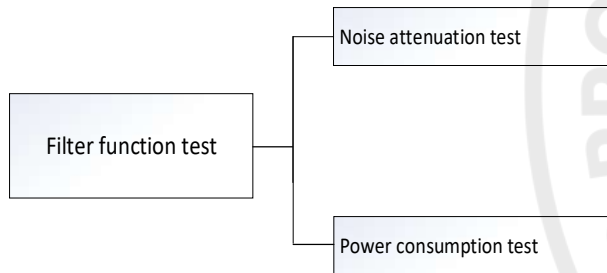 Noise attenuation test
Filter function test
Power consumption test